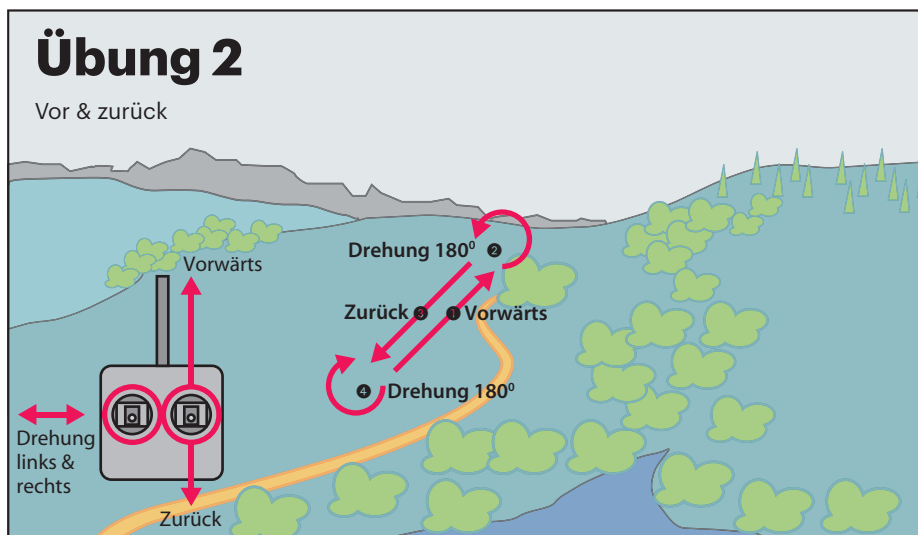 Übung 2
Vor & zurück
Drehung 180⁰ ❷
Vorwärts
Zurück ❸ ❶ Vorwärts
❹ Drehung 180⁰
Drehung
links &
rechts
Zurück